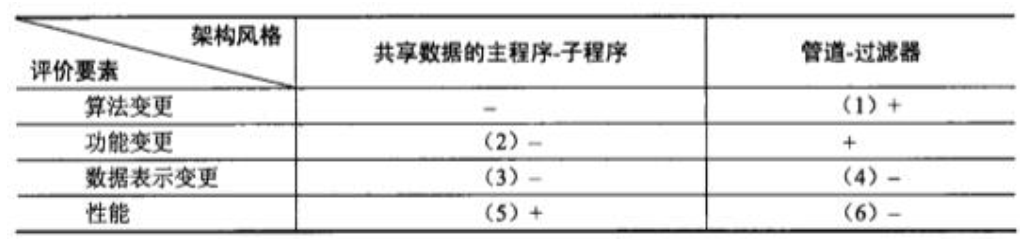 架构风格
评价要素
共享数据的主程序-子程序
管道-过滤器
算法变更 - (1) +
功能变更 (2) - +
数据表示变更 (3) - (4) -
性能 (5) + (6) -